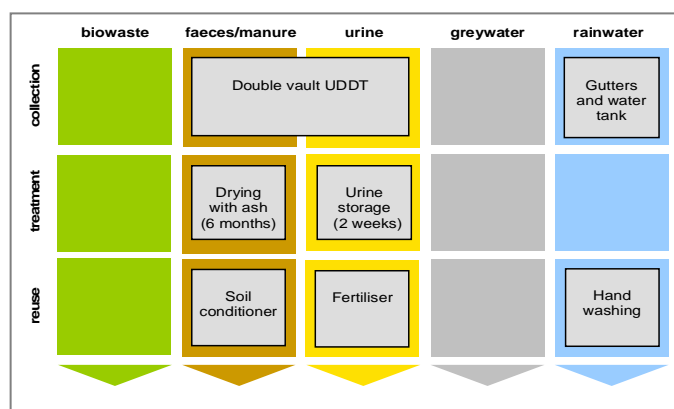 biowaste faeces/manure urine greywater rainwater
collection
Double vault UDDT
Gutters
and water
tank
treatment
Drying
with ash
(6 months)
Urine
storage
(2 weeks)
reuse
Soil
conditioner
Fertiliser
Hand
washing